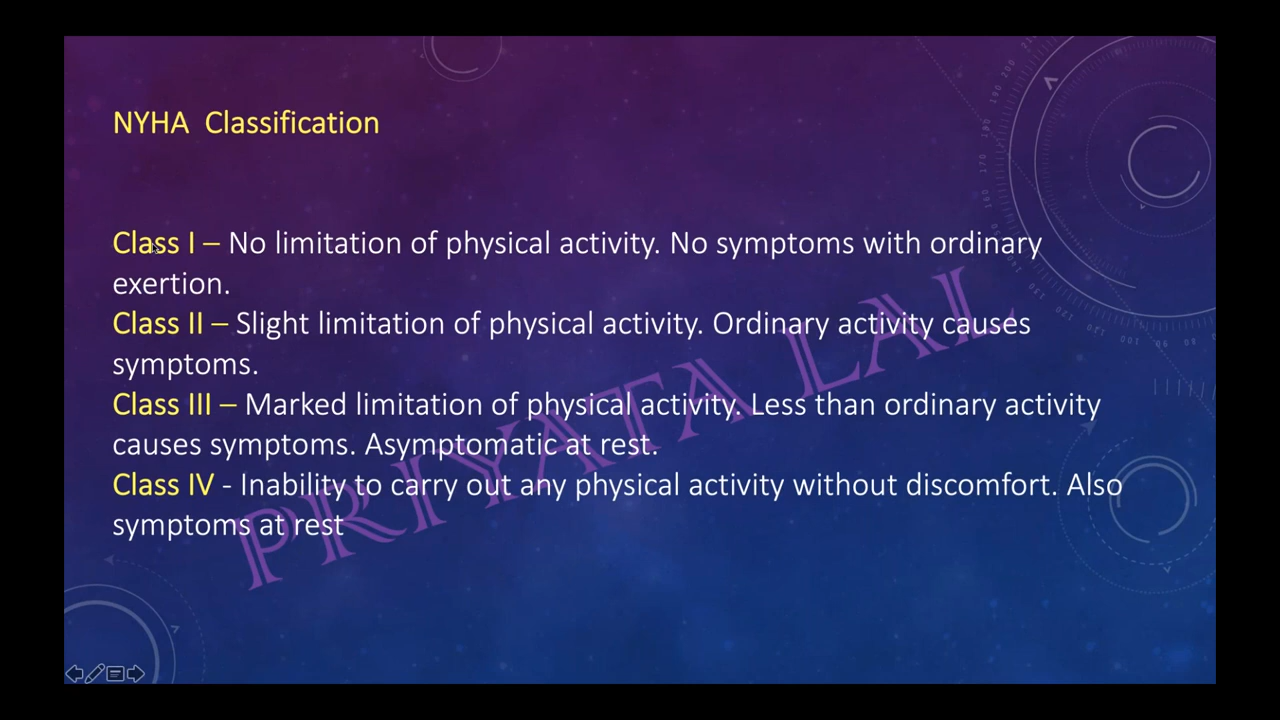 NYHA Classification
Class I – No limitation of physical activity. No symptoms with ordinary
exertion.
Class II – Slight limitation of physical activity. Ordinary activity causes
symptoms.
Class III – Marked limitation of physical activity. Less than ordinary activity
causes symptoms. Asymptomatic at rest.
Class IV - Inability to carry out any physical activity without discomfort. Also
symptoms at rest
PRIYATA LAL